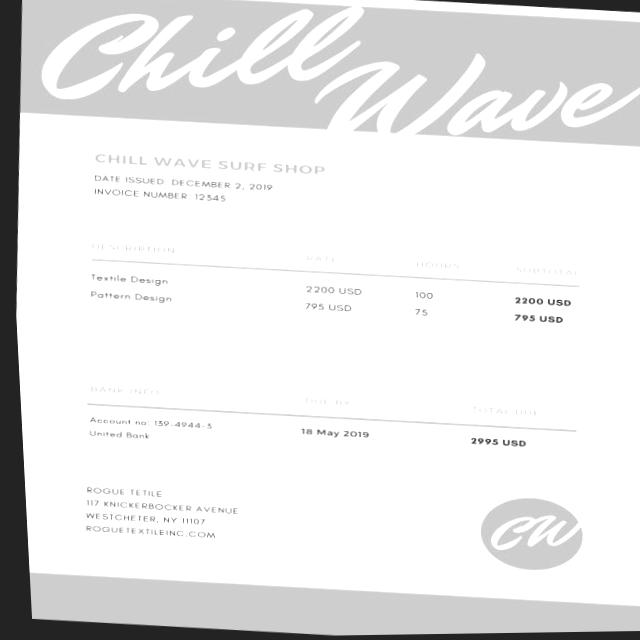 Chill Wave
CHILL WAVE SURF SHOP
DATE ISSUED: DECEMBER 2, 2019
INVOICE NUMBER: 12345
DESCRIPTION RATE HOURS SUBTOTAL
Textile Design 2200 USD 100 2200 USD
Pattern Design 795 USD 75 795 USD
BANK INFO DUE BY TOTAL DUE
Account no: 139-4944-3 18 May 2019 2995 USD
United Bank
ROGUE TETILE
117 KNICKERBOCKER AVENUE
WESTCHETER, NY 11107
ROGUETEXTILEINC.COM
CW